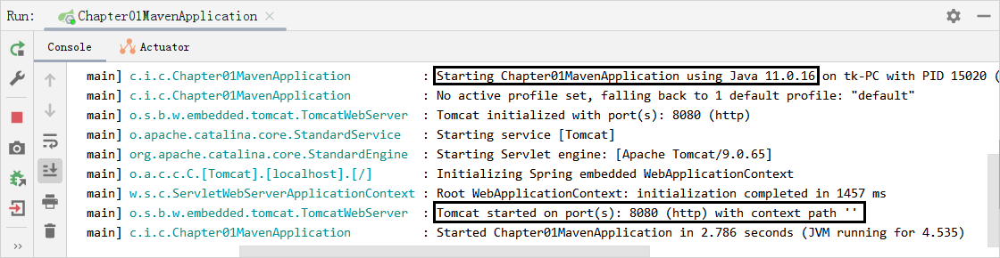 Run: Chapter01MavenApplication
Console Actuator
main] c.i.c.Chapter01MavenApplication : Starting Chapter01MavenApplication using Java 11.0.16 on tk-PC with PID 15020 (
main] c.i.c.Chapter01MavenApplication : No active profile set, falling back to 1 default profile: "default"
main] o.s.b.w.embedded.tomcat.TomcatWebServer : Tomcat initialized with port(s): 8080 (http)
main] o.apache.catalina.core.StandardService : Starting service [Tomcat]
main] org.apache.catalina.core.StandardEngine : Starting Servlet engine: [Apache Tomcat/9.0.65]
main] o.a.c.c.C.[Tomcat].[localhost].[/] : Initializing Spring embedded WebApplicationContext
main] w.s.c.ServletWebServerApplicationContext : Root WebApplicationContext: initialization completed in 1457 ms
main] o.s.b.w.embedded.tomcat.TomcatWebServer : Tomcat started on port(s): 8080 (http) with context path ''
main] c.i.c.Chapter01MavenApplication : Started Chapter01MavenApplication in 2.786 seconds (JVM running for 4.535)